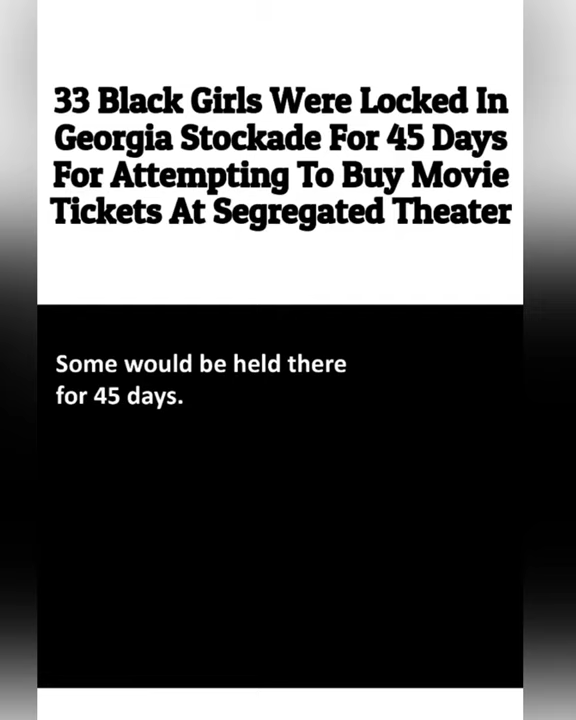 33 Black Girls Were Locked In
Georgia Stockade For 45 Days
For Attempting To Buy Movie
Tickets At Segregated Theater
Some would be held there
for 45 days.